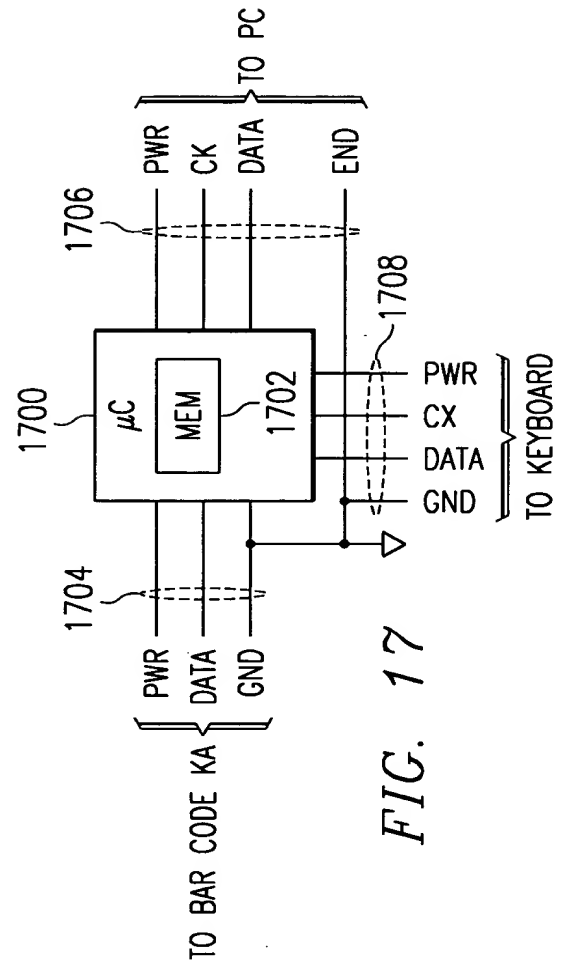 1700
1704
1706
μC
MEM
1702
PWR
DATA
GND
TO BAR CODE KA
PWR
CK
DATA
END
TO PC
1708
PWR
CX
DATA
GND
TO KEYBOARD
FIG. 17